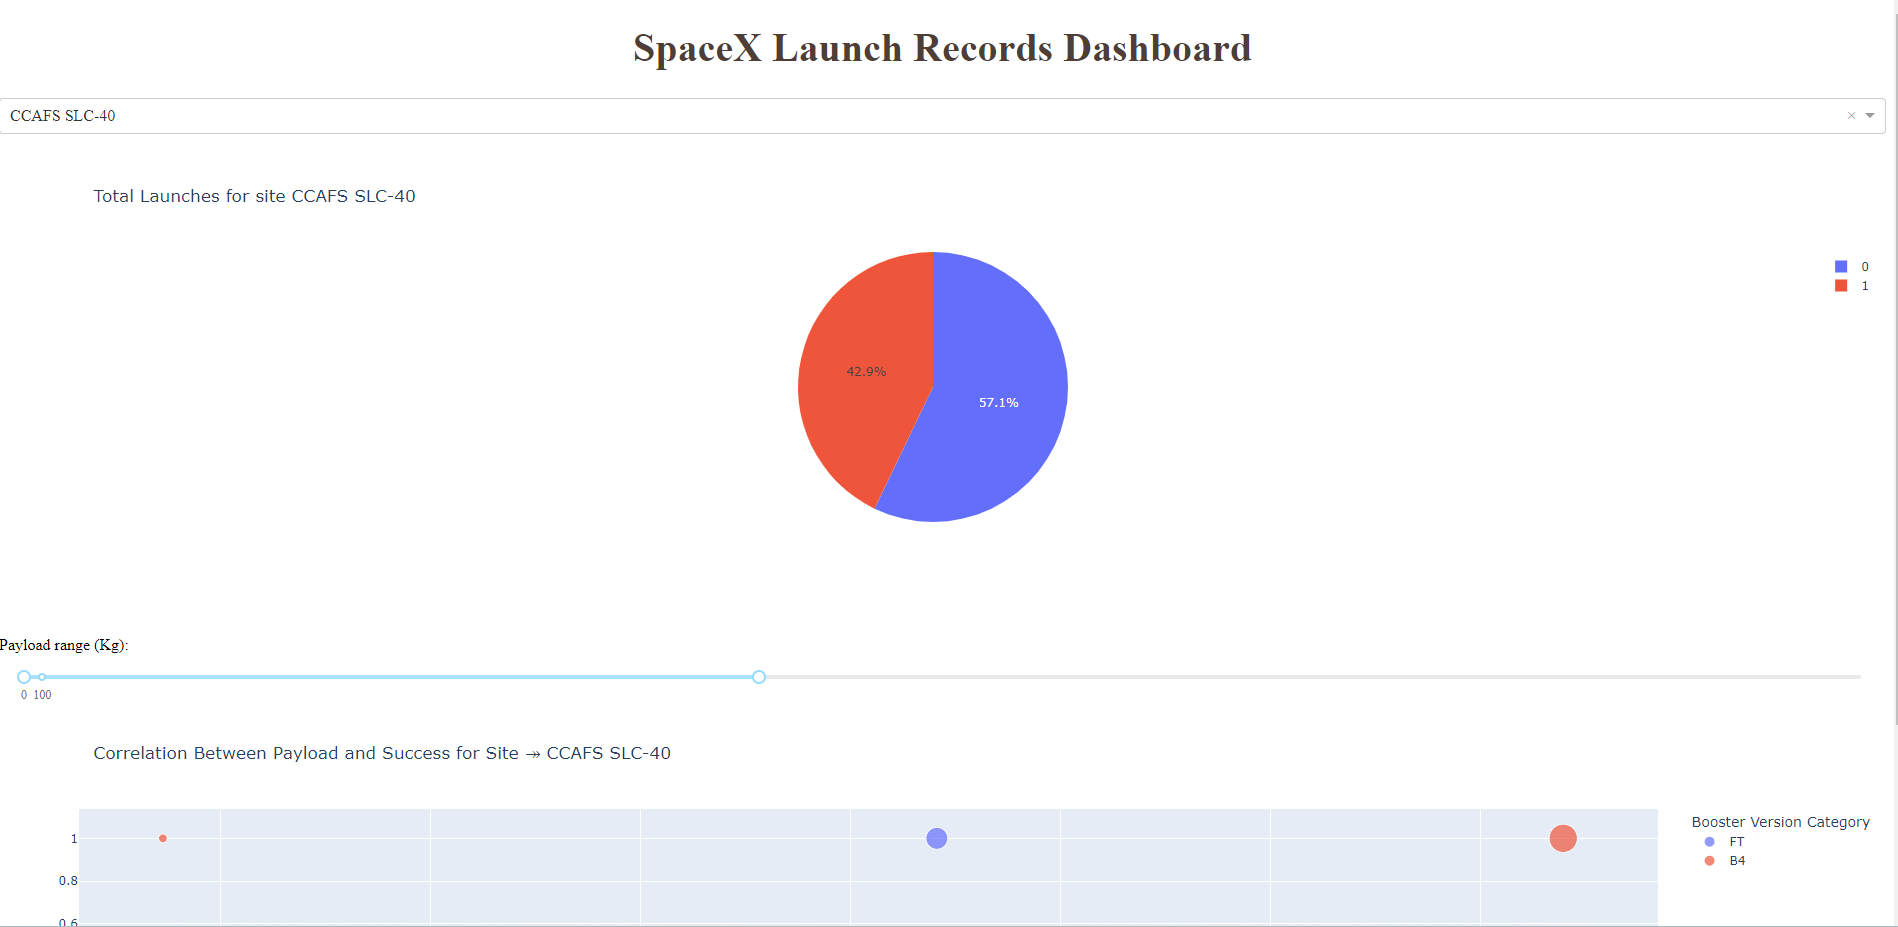 SpaceX Launch Records Dashboard
CCAFS SLC-40
×
Total Launches for site CCAFS SLC-40
0
1
42.9%
57.1%
Payload range (Kg):
0 100
Correlation Between Payload and Success for Site ↠ CCAFS SLC-40
Booster Version Category
FT
B4
1
0.8
0.6